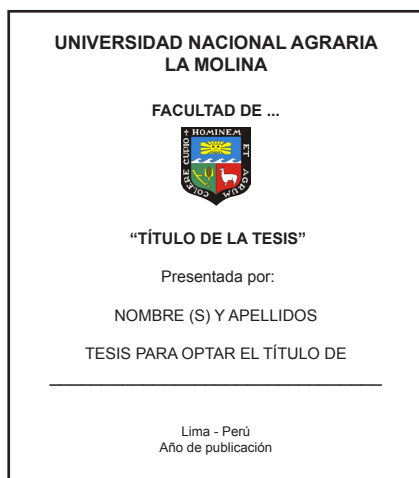 UNIVERSIDAD NACIONAL AGRARIA
LA MOLINA
FACULTAD DE ...
COLERE CUPIO † HOMINEM ET AGRUM
“TÍTULO DE LA TESIS”
Presentada por:
NOMBRE (S) Y APELLIDOS
TESIS PARA OPTAR EL TÍTULO DE
Lima - Perú
Año de publicación